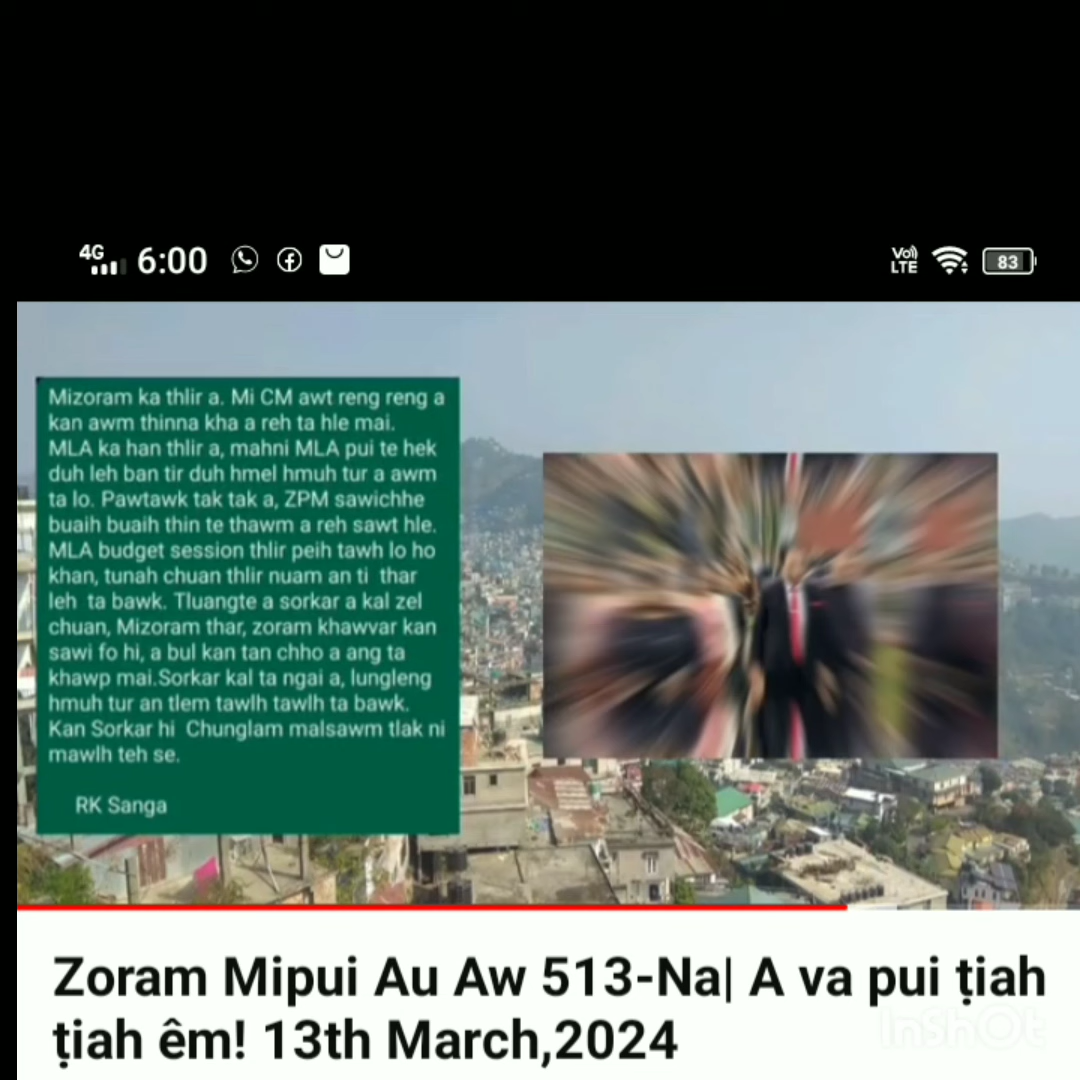 4G 6:00 Vo) LTE 83
Mizoram ka thlir a. Mi CM awt reng reng a
kan awm thinna kha a reh ta hle mai.
MLA ka han thlir a, mahni MLA pui te hek
duh leh ban tir duh hmel hmuh tur a awm
ta lo. Pawtawk tak tak a, ZPM sawichhe
buaih buaih thin te thawm a reh sawt hle.
MLA budget session thlir peih tawh lo ho
khan, tunah chuan thlir nuam an ti  thar
leh  ta bawk. Tluangte a sorkar a kal zel
chuan, Mizoram thar, zoram khawvar kan
sawi fo hi, a bul kan tan chho a ang ta
khawp mai.Sorkar kal ta ngai a, lungleng
hmuh tur an tlem tawlh tawlh ta bawk.
Kan Sorkar hi  Chunglam malsawm tlak ni
mawlh teh se.
RK Sanga
Zoram Mipui Au Aw 513-Na| A va pui ṭiah
ṭiah êm! 13th March,2024
InShOt